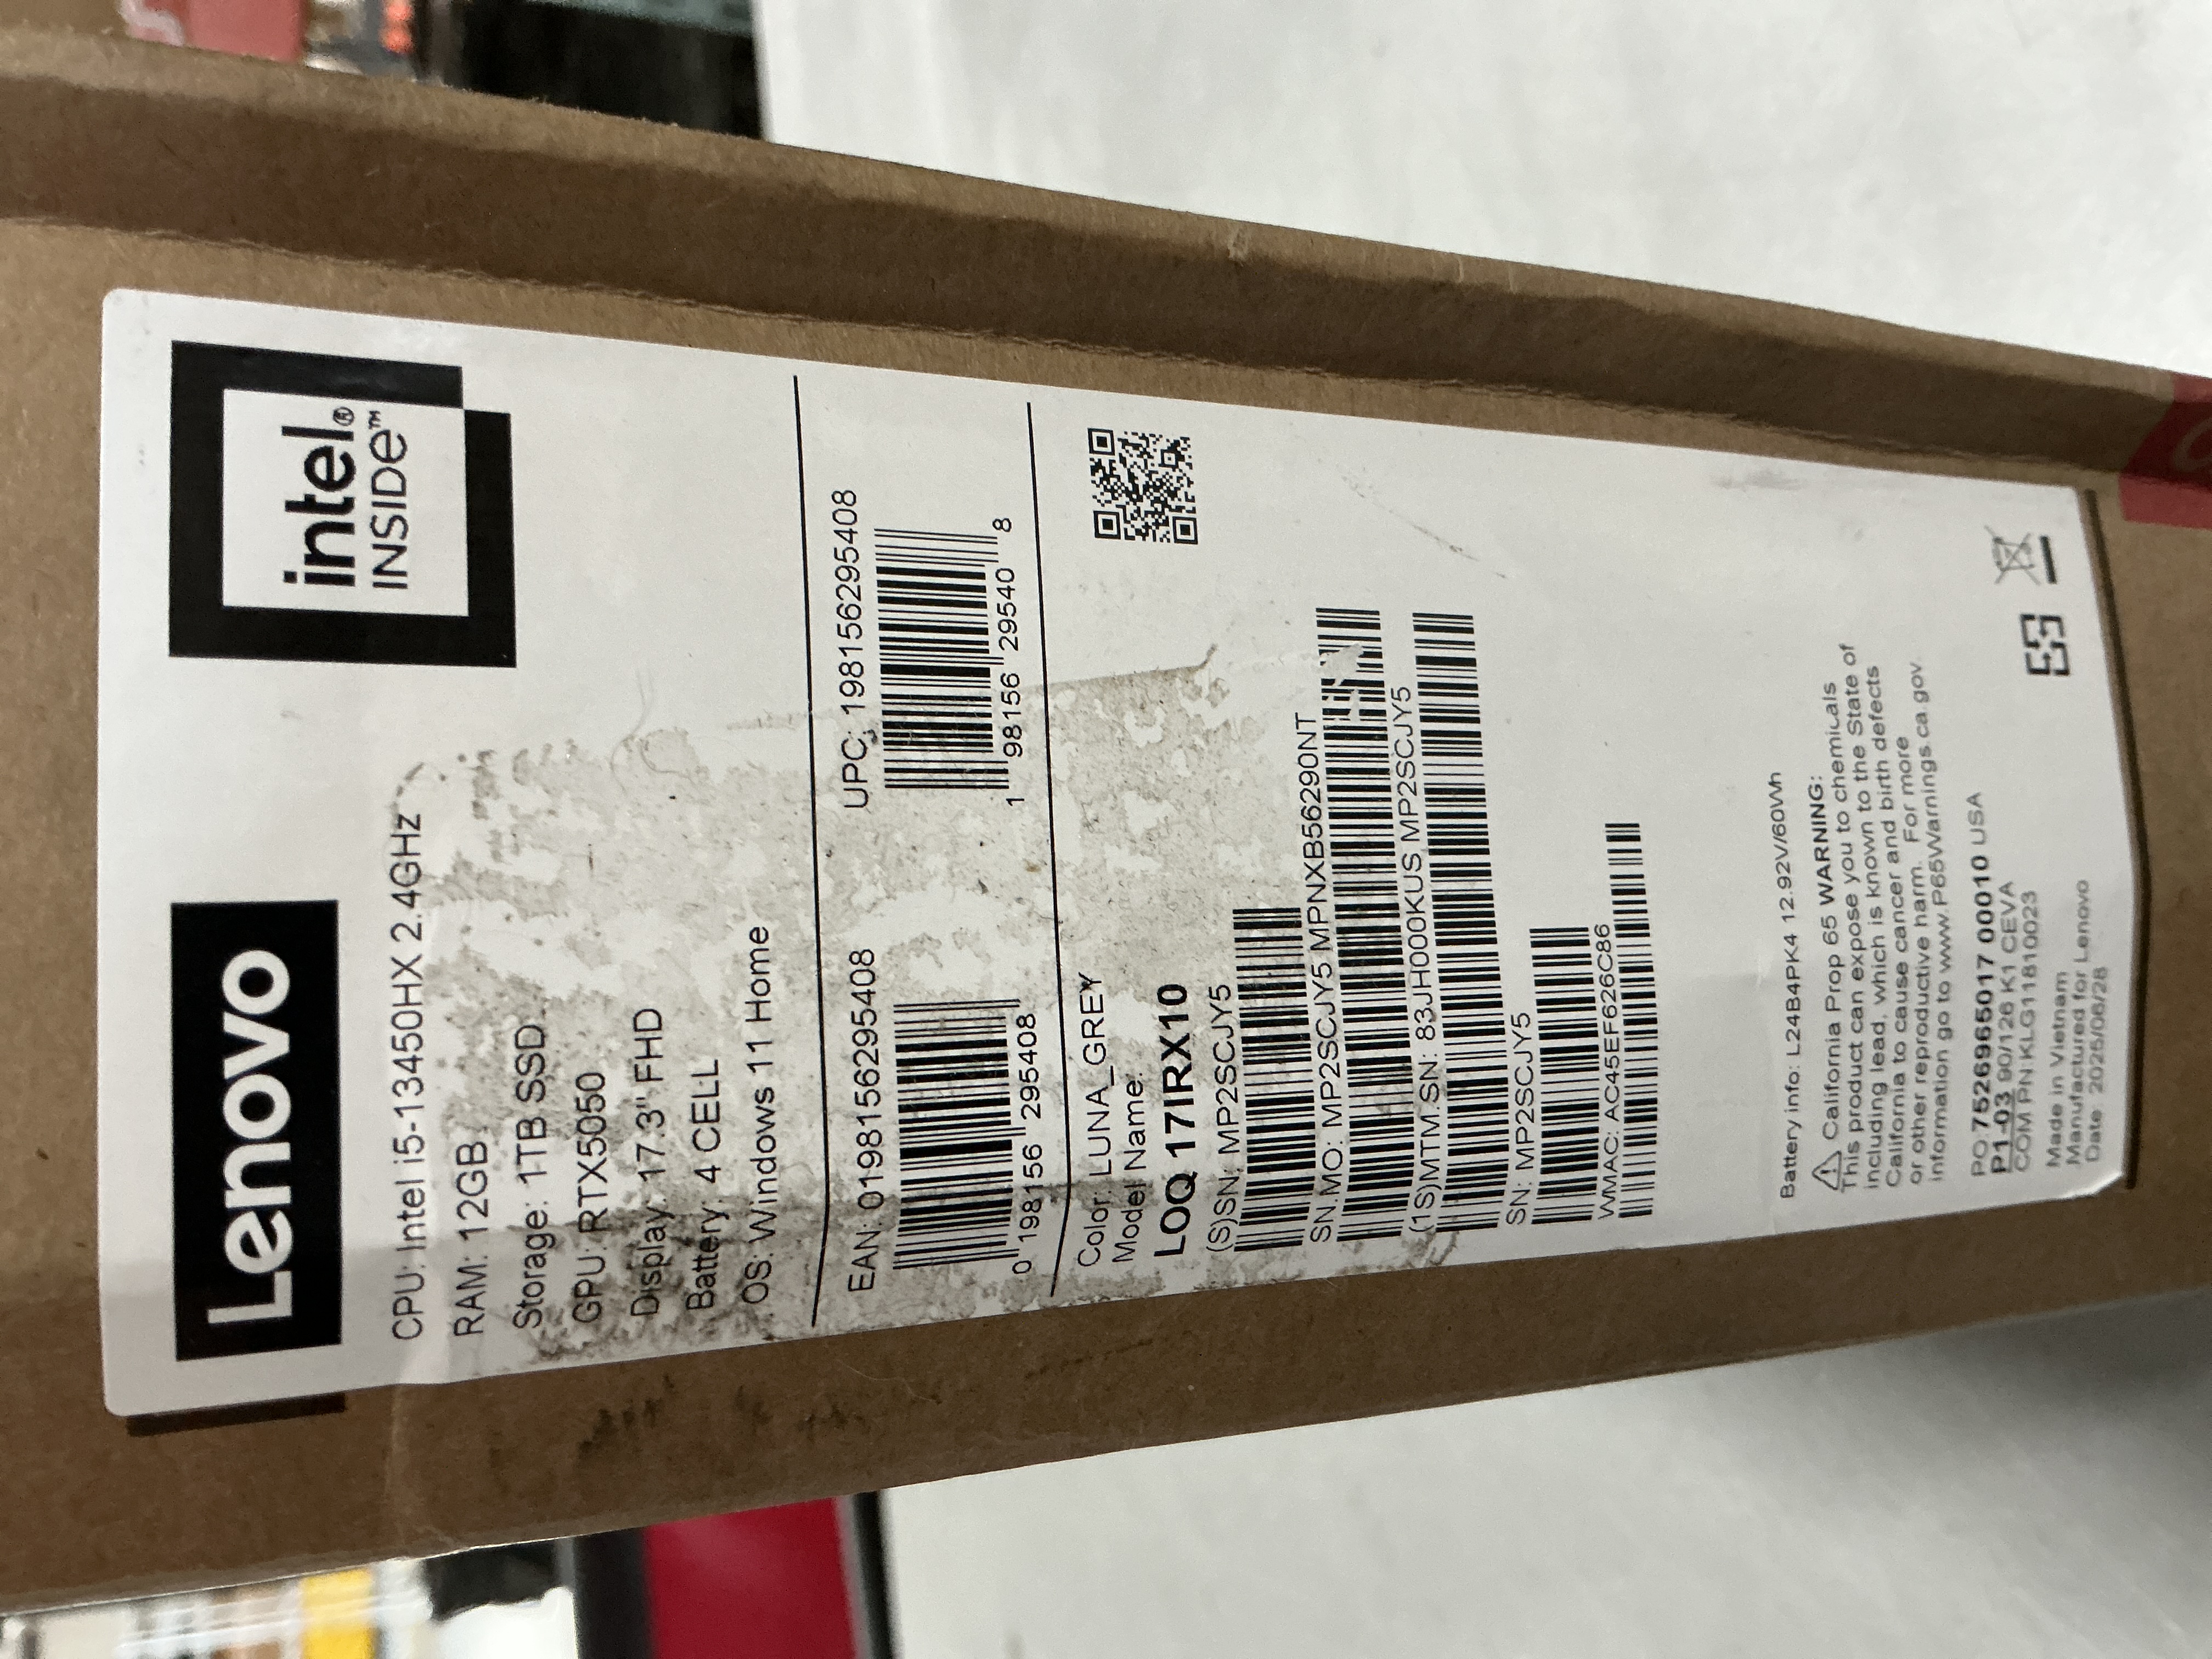 Lenovo
intel®
INSIDE™
CPU: Intel i5-13450HX 2.4GHz
RAM: 12GB
Storage: 1TB SSD
GPU: RTX5050
Display: 17.3" FHD
Battery: 4 CELL
OS: Windows 11 Home
EAN: 0198156295408
0 198156 295408
UPC: 198156295408
1 98156 29540 8
Color: LUNA_GREY
Model Name:
LOQ 17IRX10
(S)SN: MP2SCJY5
SN.MO: MP2SCJY5 MPNXB56290NT
(1S)MTM.SN: 83JH000KUS MP2SCJY5
SN: MP2SCJY5
WMAC: AC45EF626C86
Battery info: L24B4PK4 12.92V/60Wh
California Prop 65 WARNING:
This product can expose you to chemicals
including lead, which is known to the State of
California to cause cancer and birth defects
or other reproductive harm. For more
information go to www.P65Warnings.ca.gov.
PO 7526965017 00010 USA
P1-03 90/126 K1 CEVA
COM PN: KLG11810023
Made in Vietnam
Manufactured for Lenovo
Date 2025/06/28